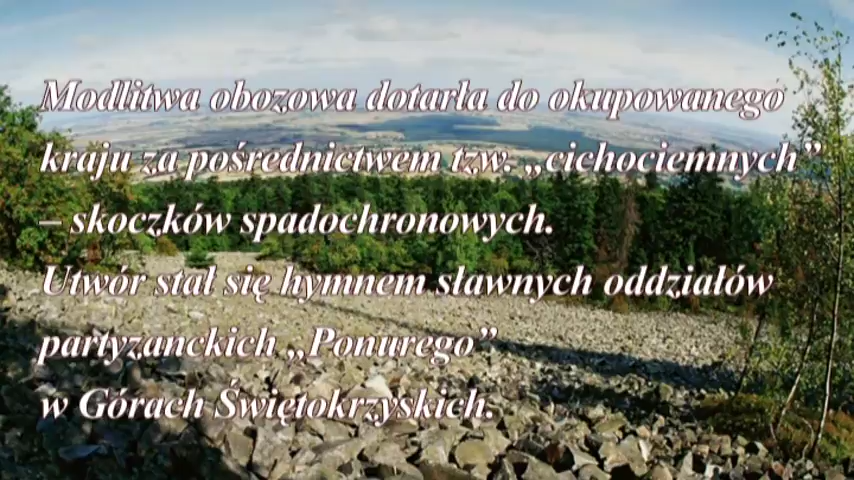 Modlitwa obozowa dotarła do okupowanego
kraju za pośrednictwem tzw. „cichociemnych”
– skoczków spadochronowych.
Utwór stał się hymnem sławnych oddziałów
partyzanckich „Ponurego”
w Górach Świętokrzyskich.